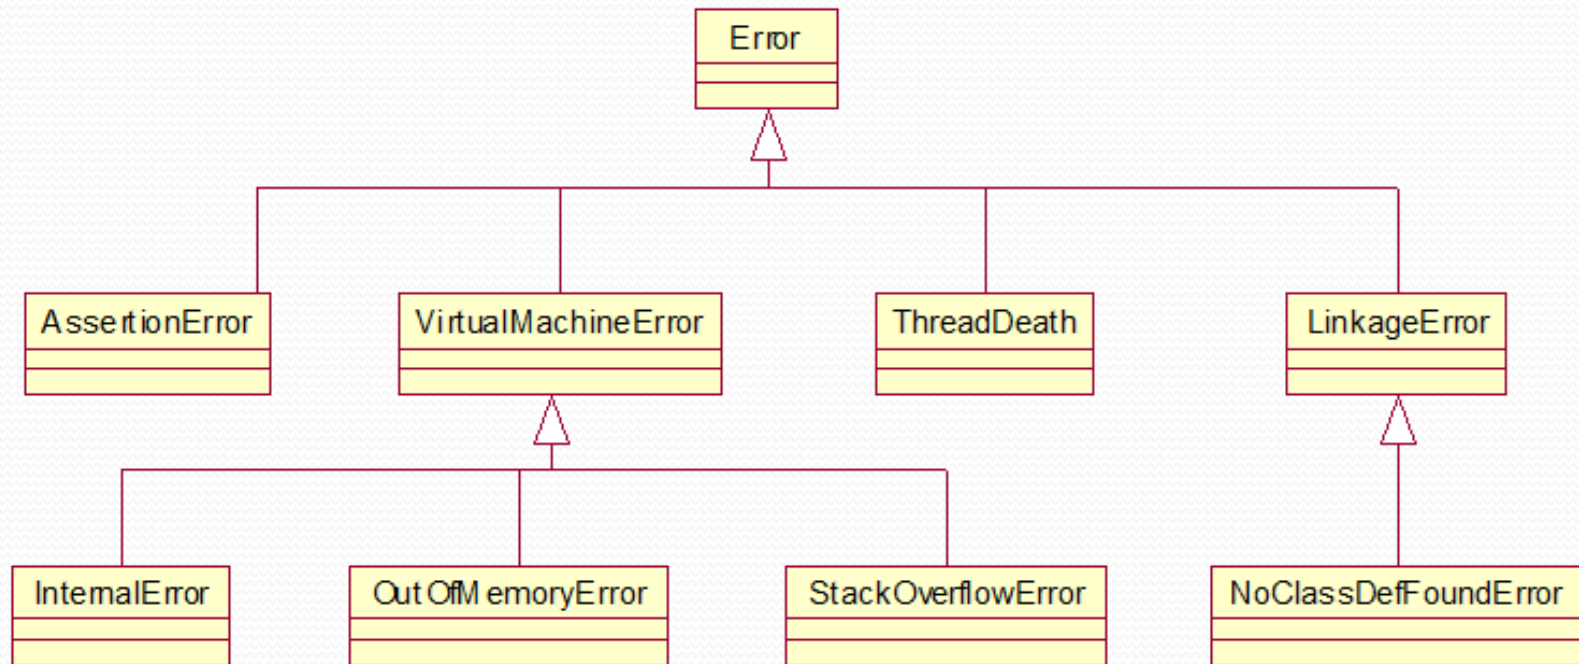 Error
AssertionError
VirtualMachineError
ThreadDeath
LinkageError
InternalError
OutOfMemoryError
StackOverflowError
NoClassDefFoundError